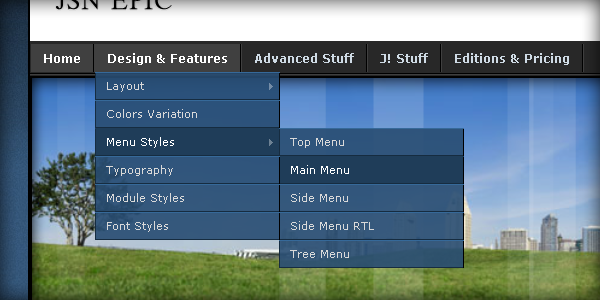 JSN EPIC
Home Design & Features Advanced Stuff J! Stuff Editions & Pricing
Layout
Colors Variation
Menu Styles
Typography
Module Styles
Font Styles
Top Menu
Main Menu
Side Menu
Side Menu RTL
Tree Menu